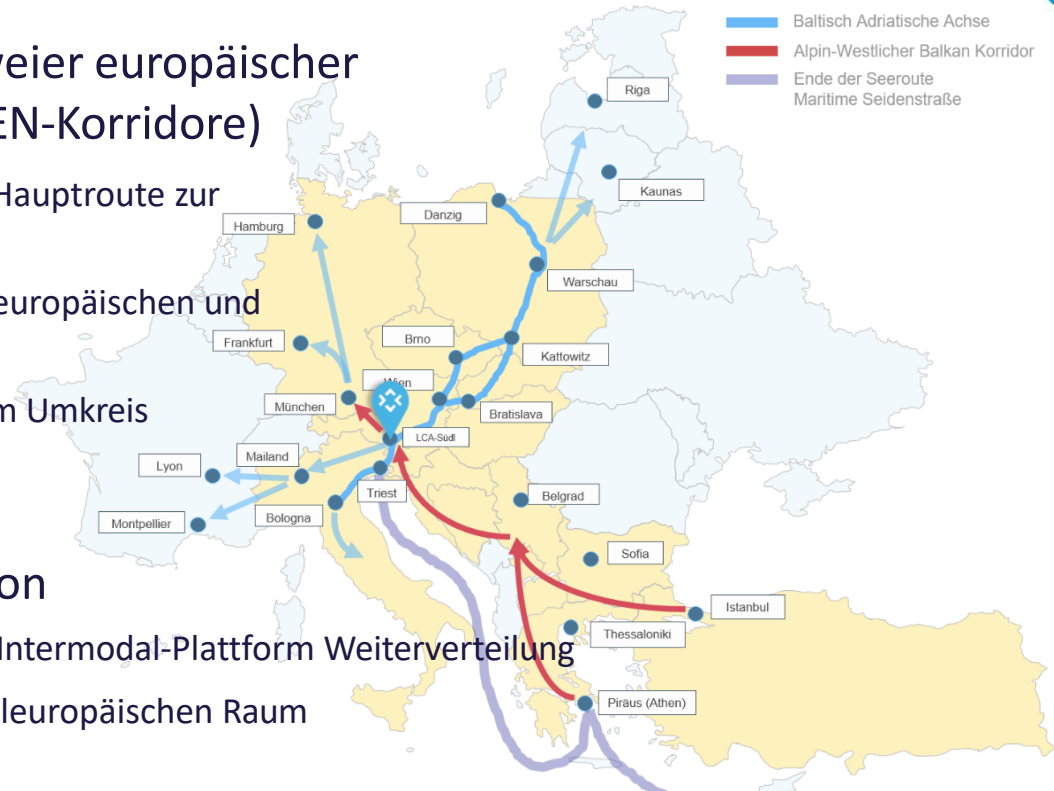 weier europäischer
EN-Korridore)
Hauptroute zur
europäischen und
m Umkreis
on
Intermodal-Plattform Weiterverteilung
leuropäischen Raum
Baltisch Adriatische Achse
Alpin-Westlicher Balkan Korridor
Ende der Seeroute
Maritime Seidenstraße
Riga
Kaunas
Danzig
Hamburg
Warschau
Brno
Frankfurt
Kattowitz
Wien
München
Bratislava
LCA-Süd!
Mailand
Lyon
Triest
Belgrad
Bologna
Montpellier
Sofia
Istanbul
Thessaloniki
Piräus (Athen)